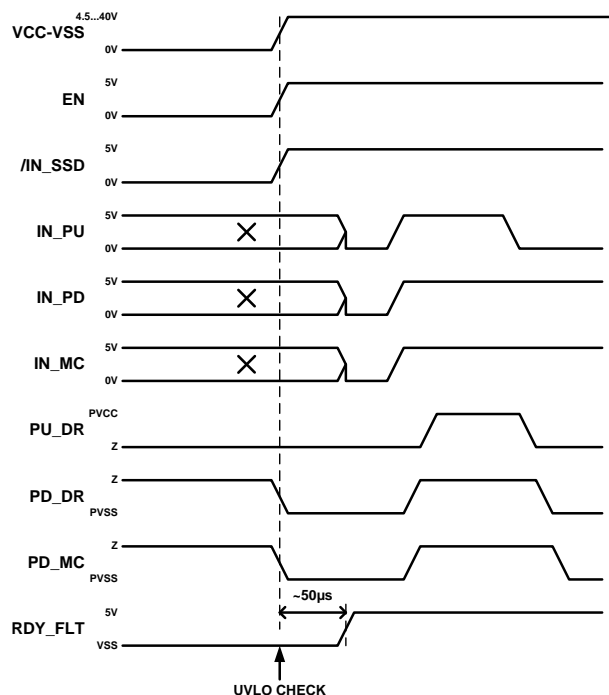 4.5...40V
VCC-VSS
0V
5V
EN
0V
5V
/IN_SSD
0V
5V
IN_PU
0V
5V
IN_PD
0V
5V
IN_MC
0V
PVCC
PU_DR
Z
Z
PD_DR
PVSS
Z
PD_MC
PVSS
~50µs
5V
RDY_FLT
VSS
UVLO CHECK